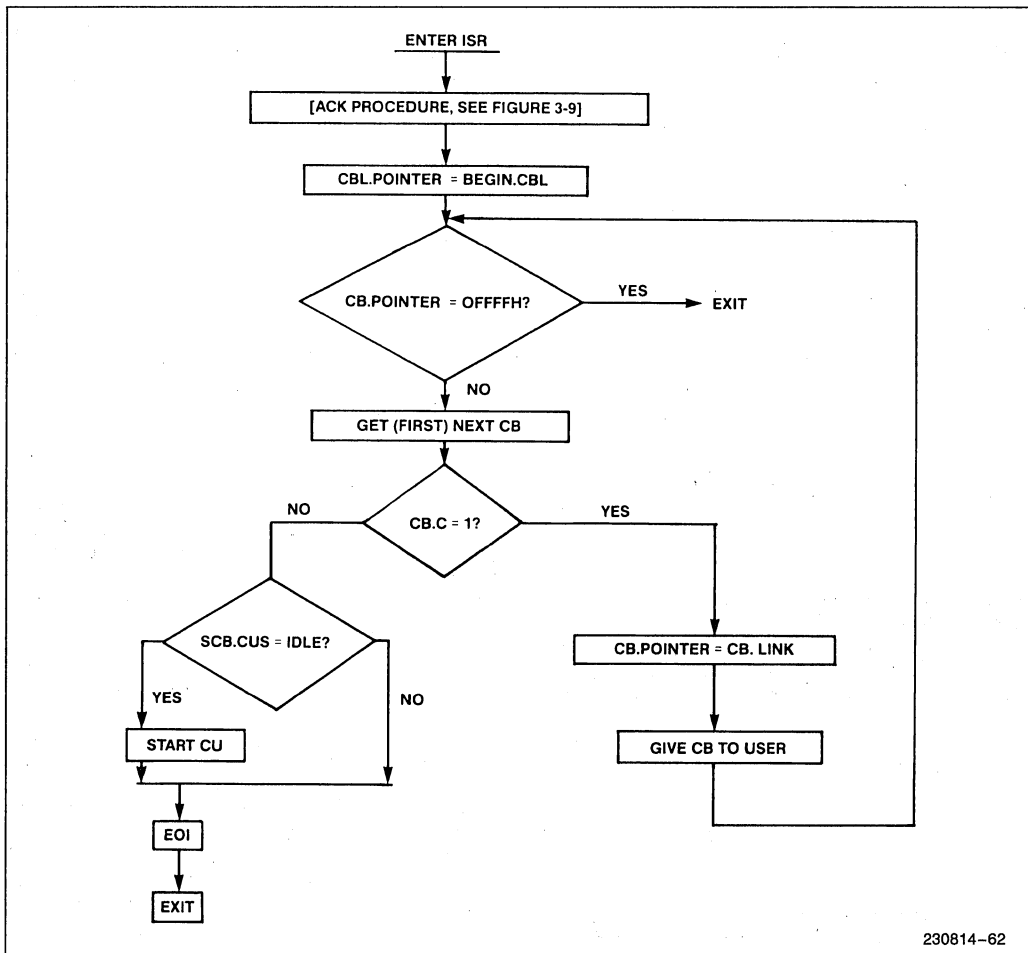 ENTER ISR
[ACK PROCEDURE, SEE FIGURE 3-9]
CBL.POINTER = BEGIN.CBL
CB.POINTER = OFFFFH?
YES
EXIT
NO
GET (FIRST) NEXT CB
NO
CB.C = 1?
YES
SCB.CUS = IDLE?
CB.POINTER = CB. LINK
YES
NO
START CU
GIVE CB TO USER
EOI
EXIT
230814–62